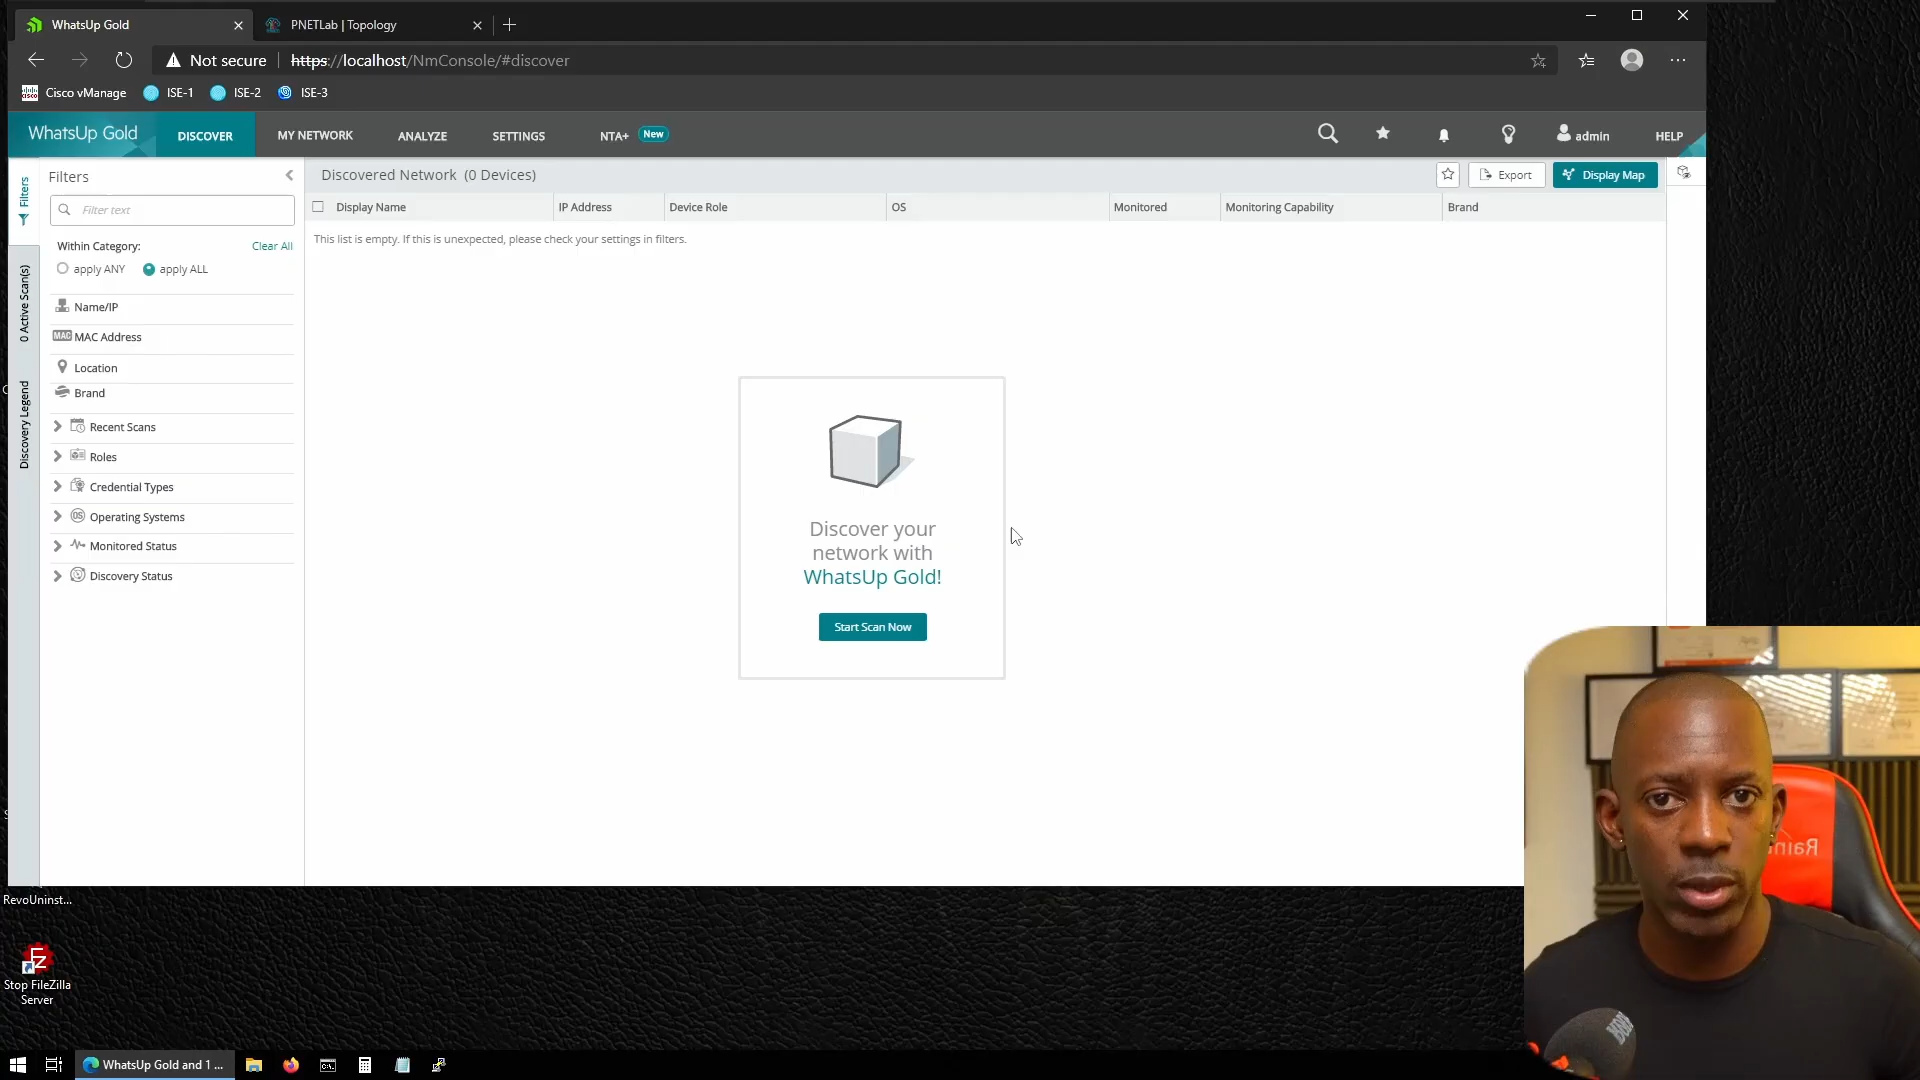 WhatsUp Gold
PNETLab | Topology
Not secure
https://localhost/NmConsole/#discover
Cisco vManage
ISE-1
ISE-2
ISE-3
WhatsUp Gold
DISCOVER
MY NETWORK
ANALYZE
SETTINGS
NTA+
New
admin
HELP
Filters
0 Active Scan(s)
Discovery Legend
Filters
Filter text
Within Category:
Clear All
apply ANY
apply ALL
Name/IP
MAC
MAC Address
Location
Brand
Recent Scans
Roles
Credential Types
OS
Operating Systems
Monitored Status
Discovery Status
Discovered Network (0 Devices)
Export
Display Map
Display Name
IP Address
Device Role
OS
Monitored
Monitoring Capability
Brand
This list is empty. If this is unexpected, please check your settings in filters.
Discover your
network with
WhatsUp Gold!
Start Scan Now
RevoUninst...
FZ
Stop FileZilla
Server
WhatsUp Gold and 1 ...